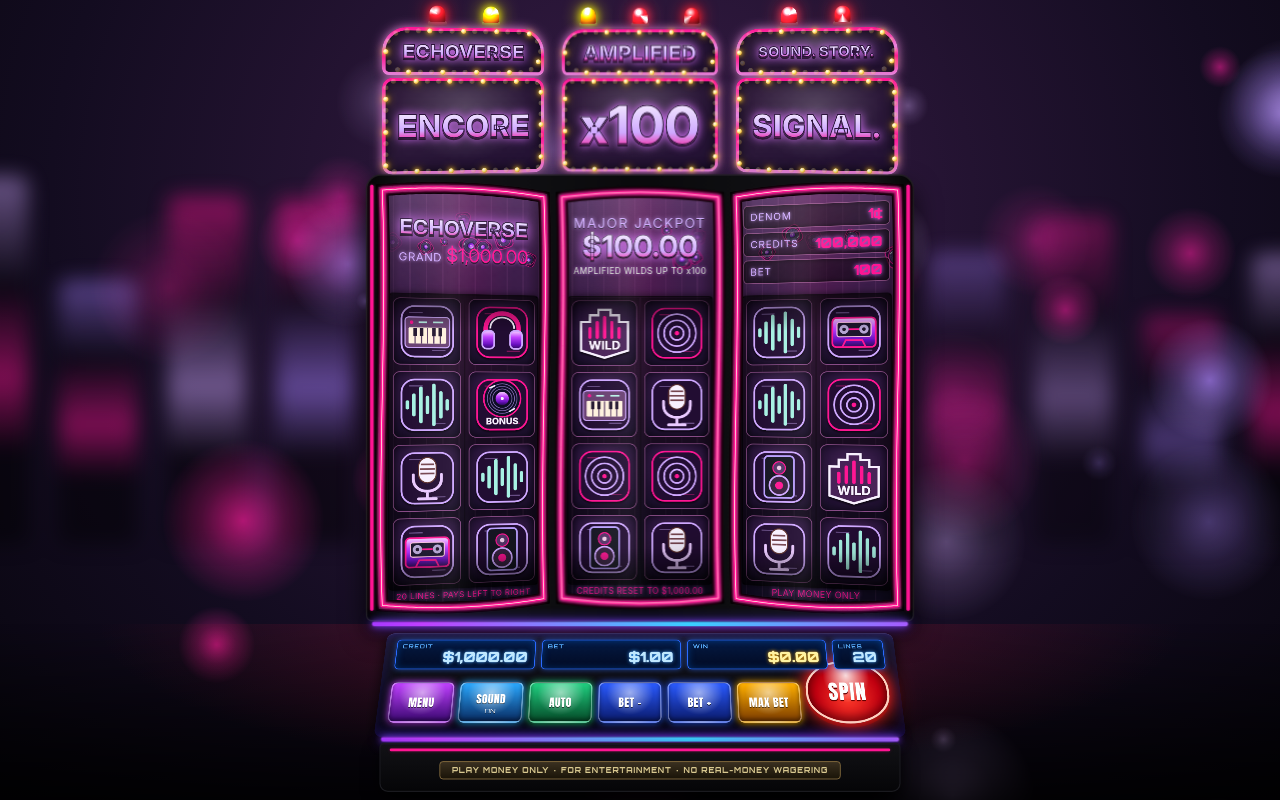 ECHOVERSE
AMPLIFIED
SOUND. STORY.
ENCORE
x100
SIGNAL.
ECHOVERSE
GRAND $1,000.00
MAJOR JACKPOT
$100.00
AMPLIFIED WILDS UP TO x100
DENOM 1¢
CREDITS 100,000
BET 100
WILD
BONUS
WILD
20 LINES · PAYS LEFT TO RIGHT
CREDITS RESET TO $1,000.00
PLAY MONEY ONLY
CREDIT
$1,000.00
BET
$1.00
WIN
$0.00
LINES
20
MENU
SOUND
ON
AUTO
BET -
BET +
MAX BET
SPIN
PLAY MONEY ONLY · FOR ENTERTAINMENT · NO REAL-MONEY WAGERING